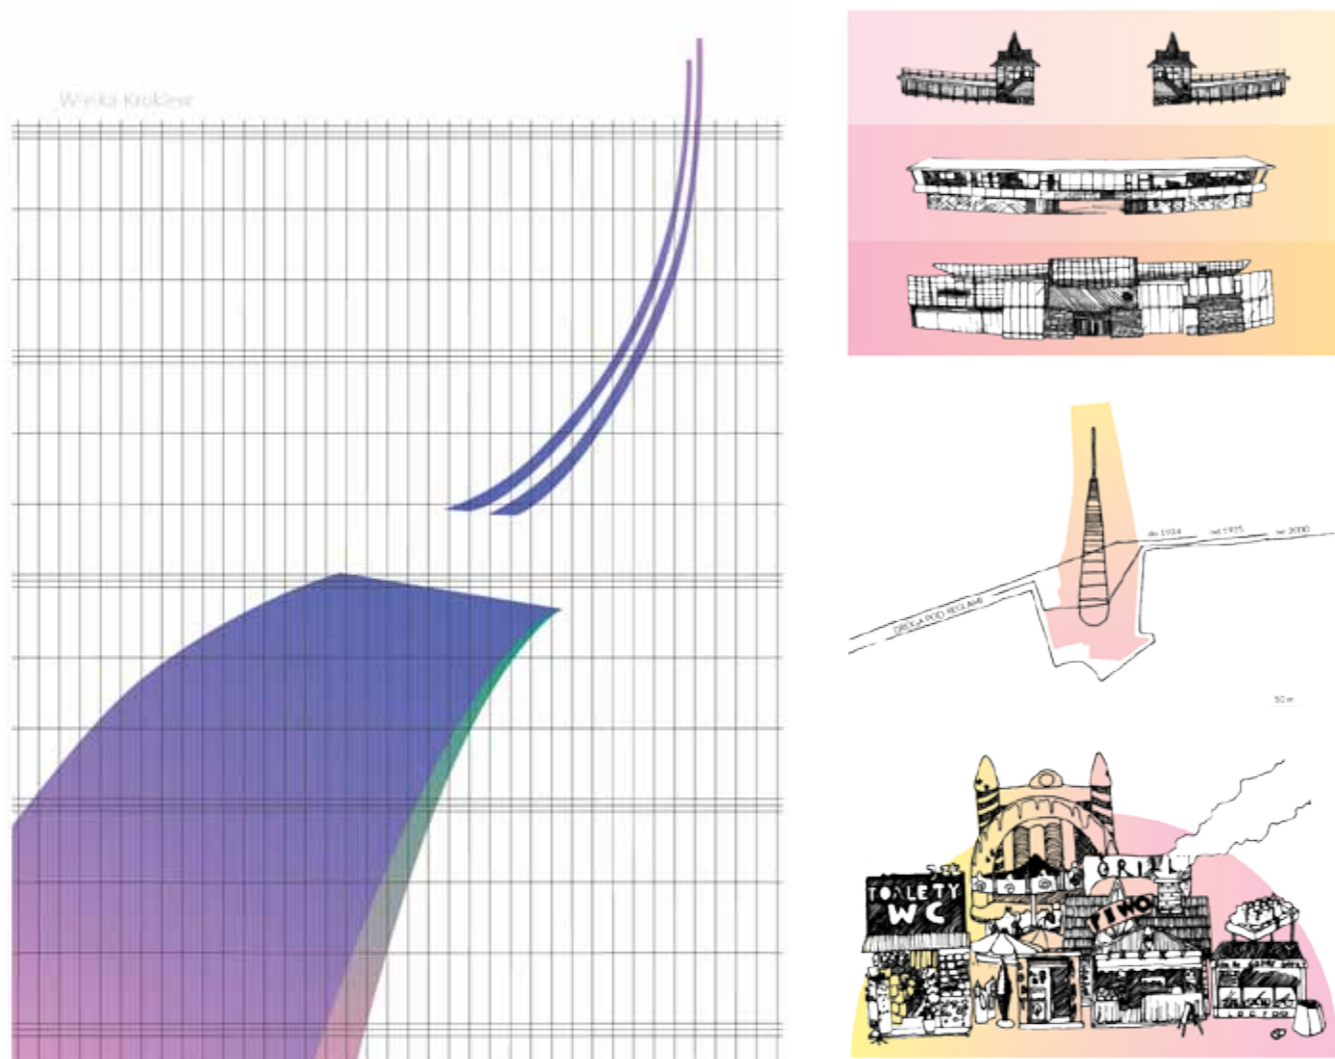 Wielka Krokiew
do 1934 od 1935 od 2000
DROGA POD REGLAMI
50 m
GRILL
TOALETY
WC
PIWO